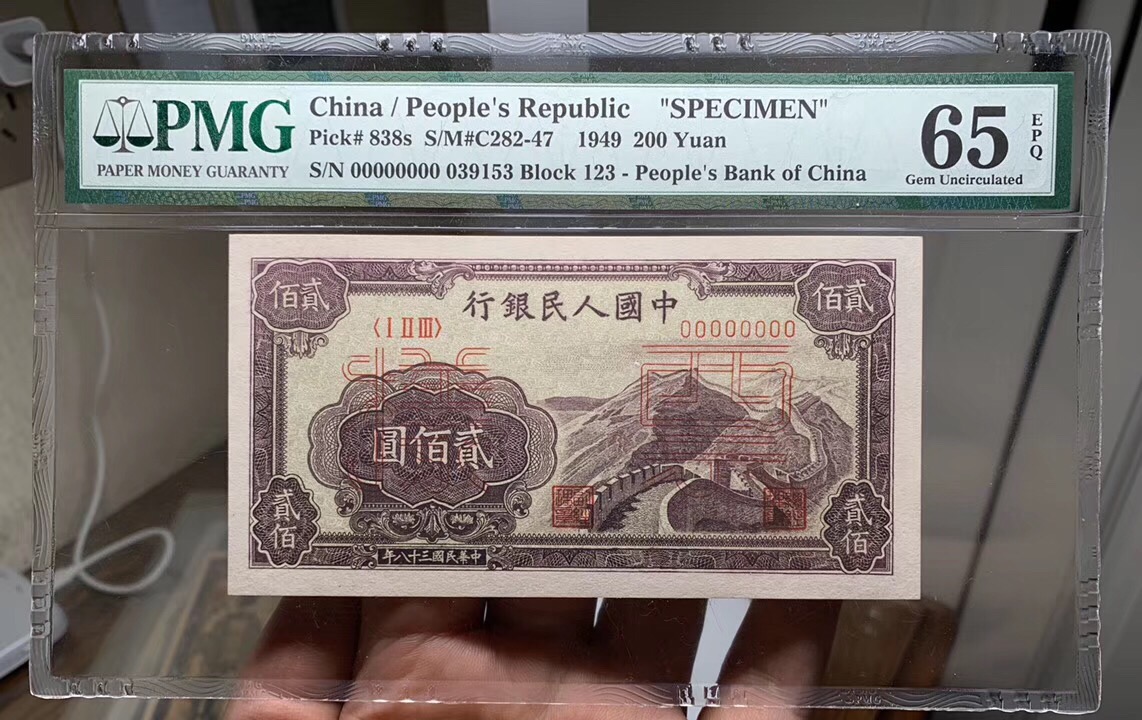 PMG
PAPER MONEY GUARANTY
China / People's Republic "SPECIMEN"
Pick# 838s S/M#C282-47 1949 200 Yuan
S/N 00000000 039153 Block 123 - People's Bank of China
65 EPQ
Gem Uncirculated
貳佰
貳佰
中國人民銀行
〈I II III〉
00000000
票樣
貳佰圓
貳佰
貳佰
中華民國三十八年